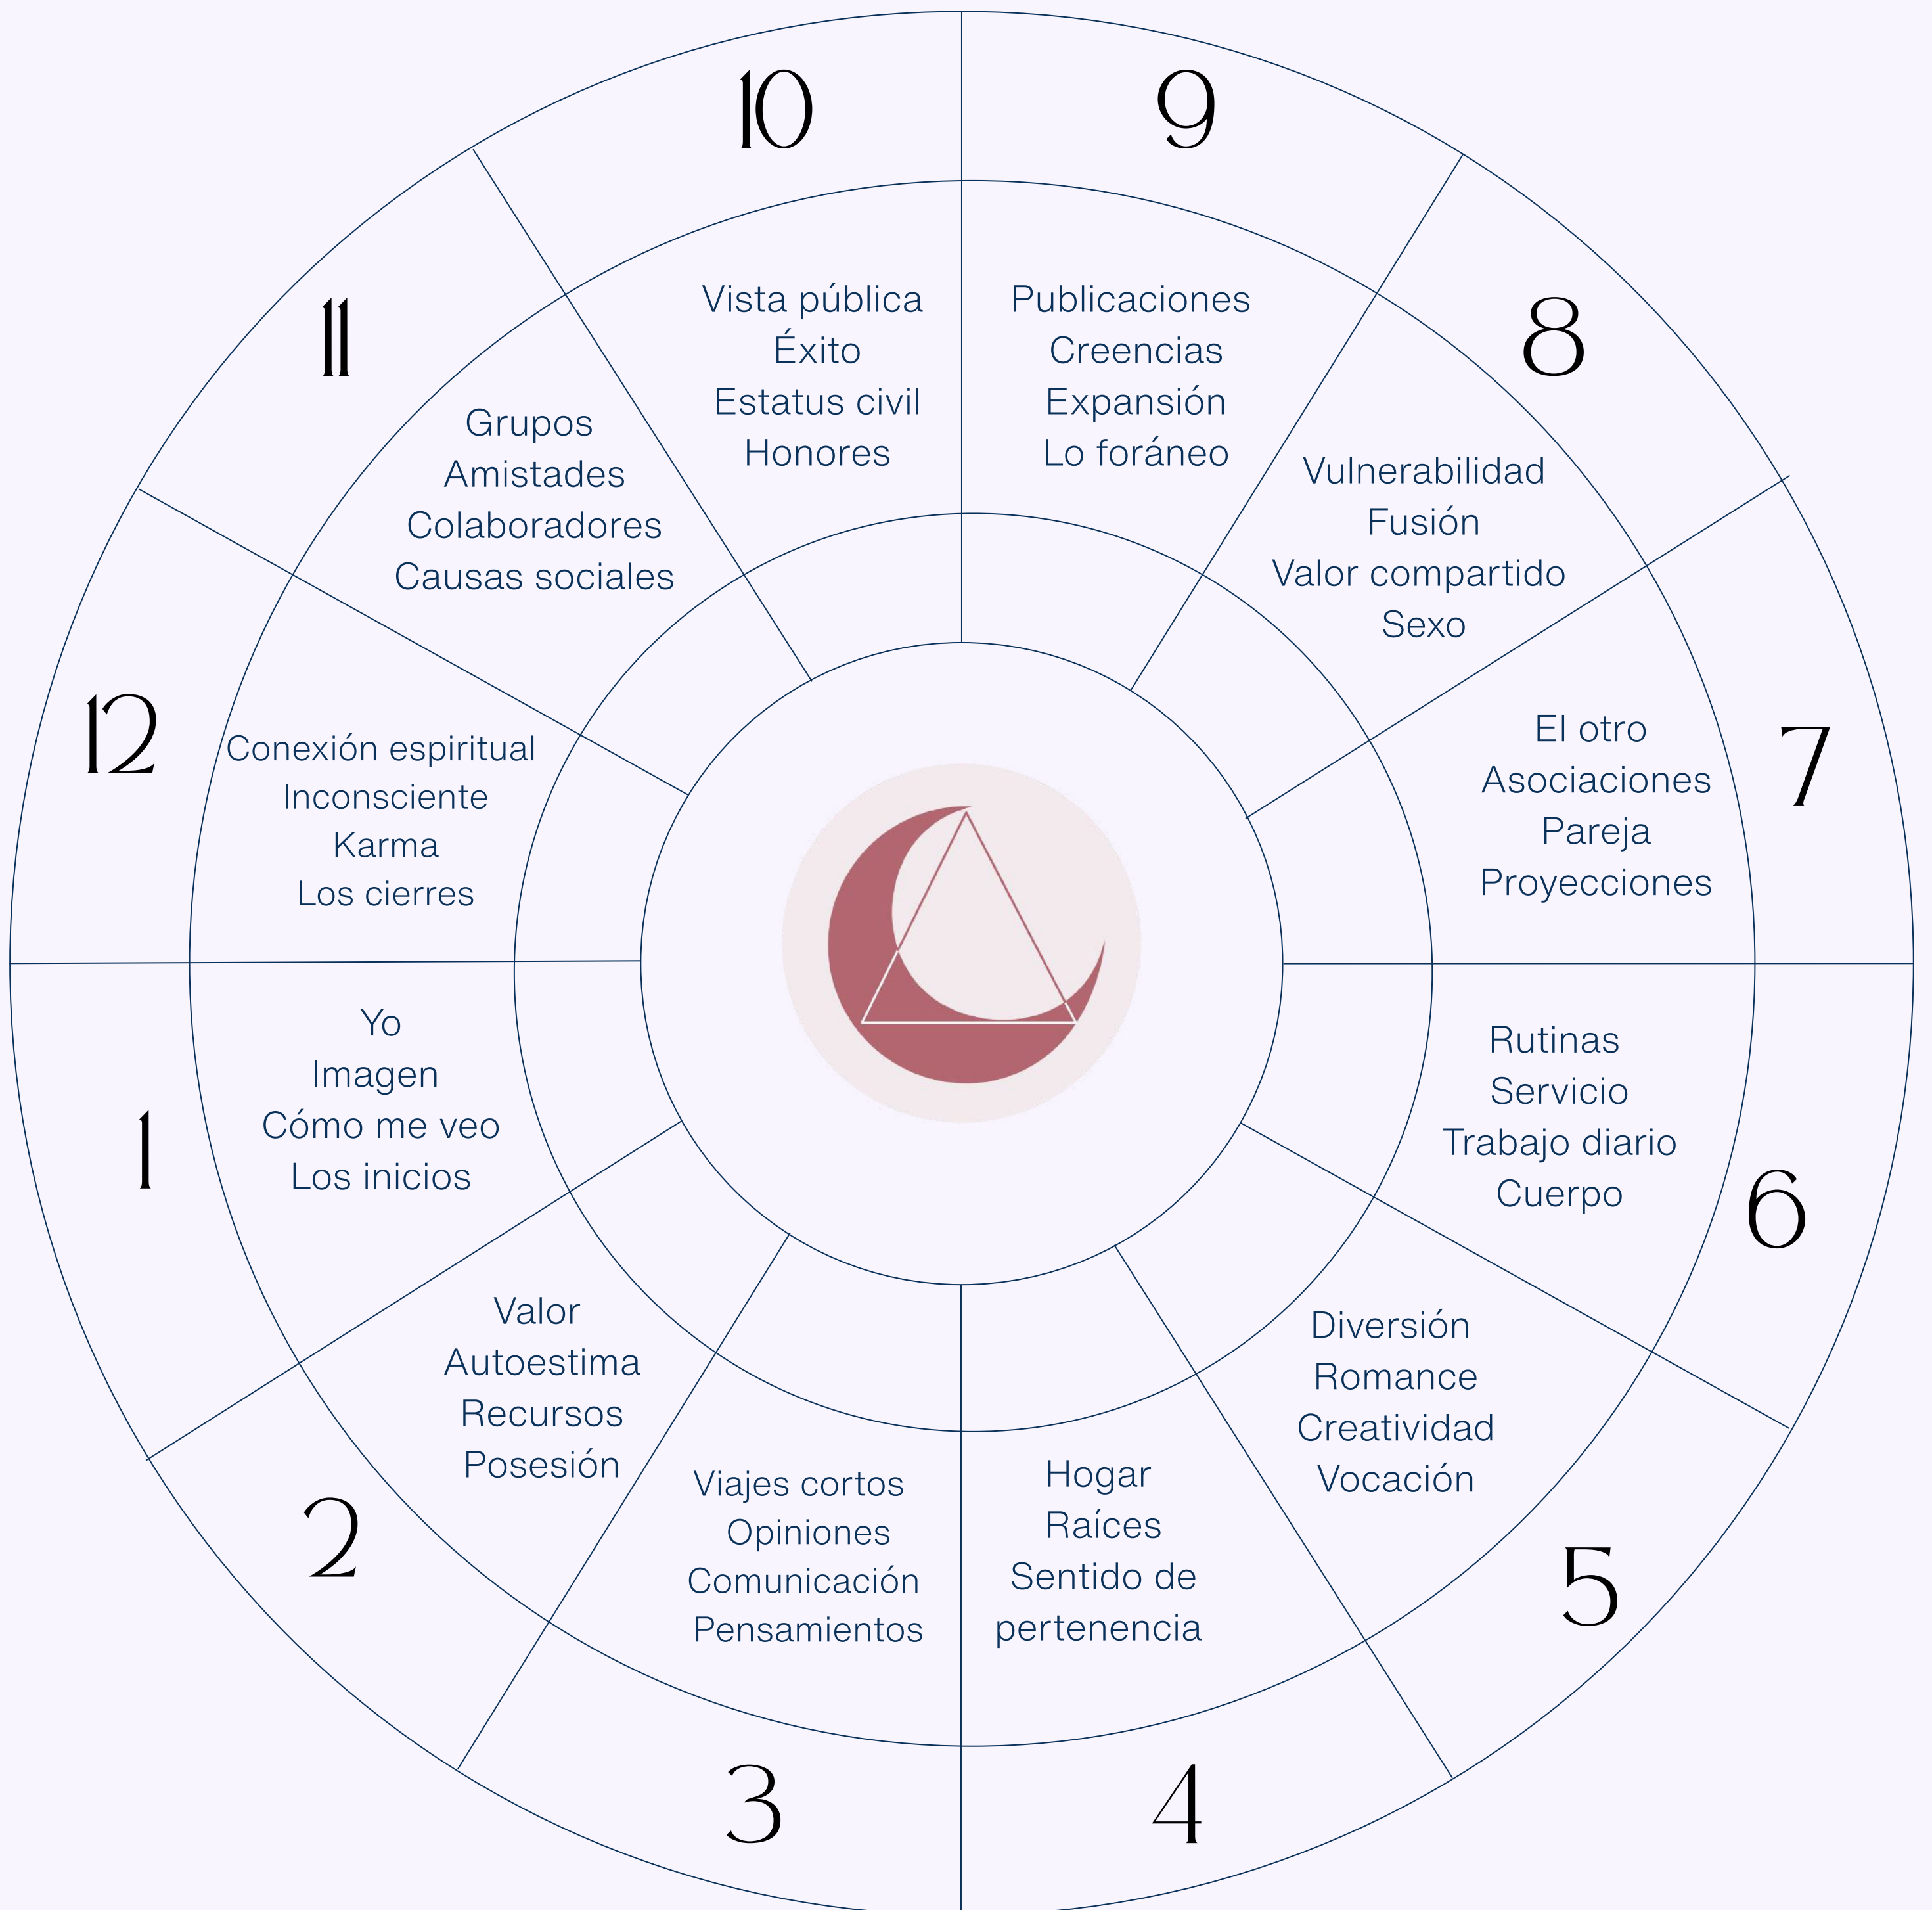 10
Vista pública
Éxito
Estatus civil
Honores
9
Publicaciones
Creencias
Expansión
Lo foráneo
8
Vulnerabilidad
Fusión
Valor compartido
Sexo
7
El otro
Asociaciones
Pareja
Proyecciones
6
Rutinas
Servicio
Trabajo diario
Cuerpo
5
Diversión
Romance
Creatividad
Vocación
4
Hogar
Raíces
Sentido de
pertenencia
3
Viajes cortos
Opiniones
Comunicación
Pensamientos
2
Valor
Autoestima
Recursos
Posesión
1
Yo
Imagen
Cómo me veo
Los inicios
12
Conexión espiritual
Inconsciente
Karma
Los cierres
11
Grupos
Amistades
Colaboradores
Causas sociales